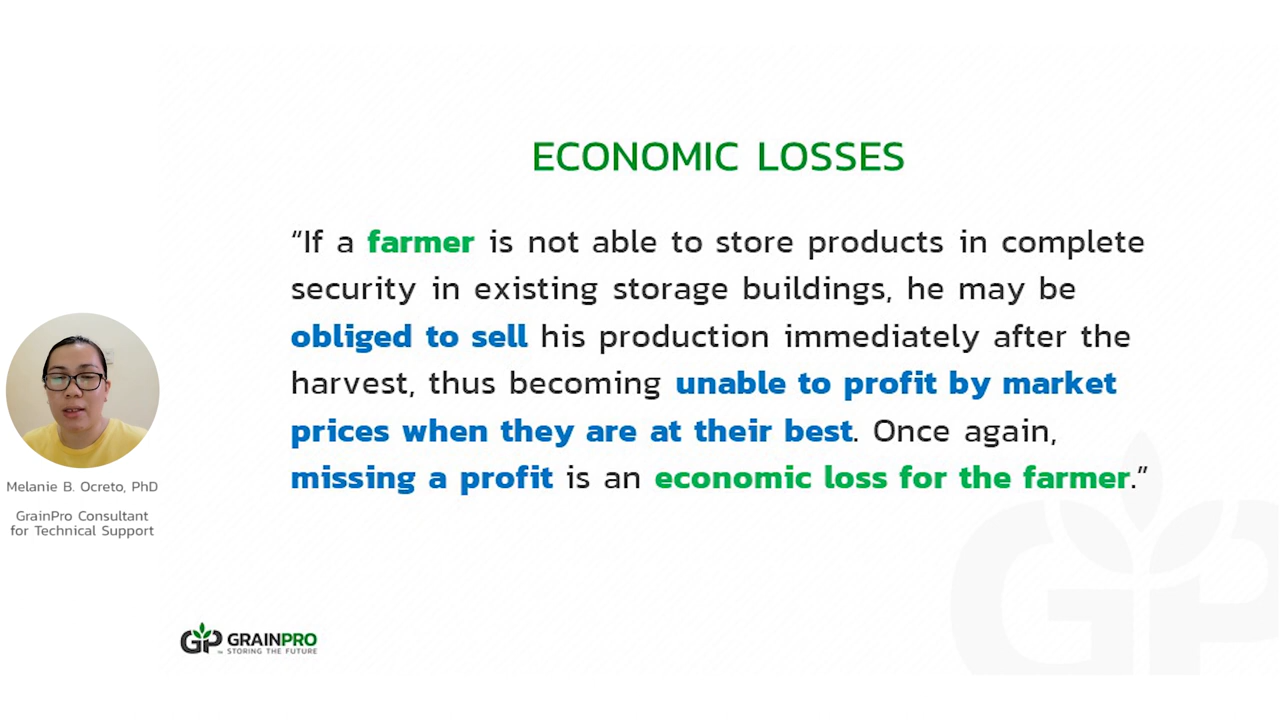 ECONOMIC LOSSES
“If a farmer is not able to store products in complete
security in existing storage buildings, he may be
obliged to sell his production immediately after the
harvest, thus becoming unable to profit by market
prices when they are at their best. Once again,
missing a profit is an economic loss for the farmer.”
Melanie B. Ocreto, PhD
GrainPro Consultant
for Technical Support
GP GRAINPRO
STORING THE FUTURE